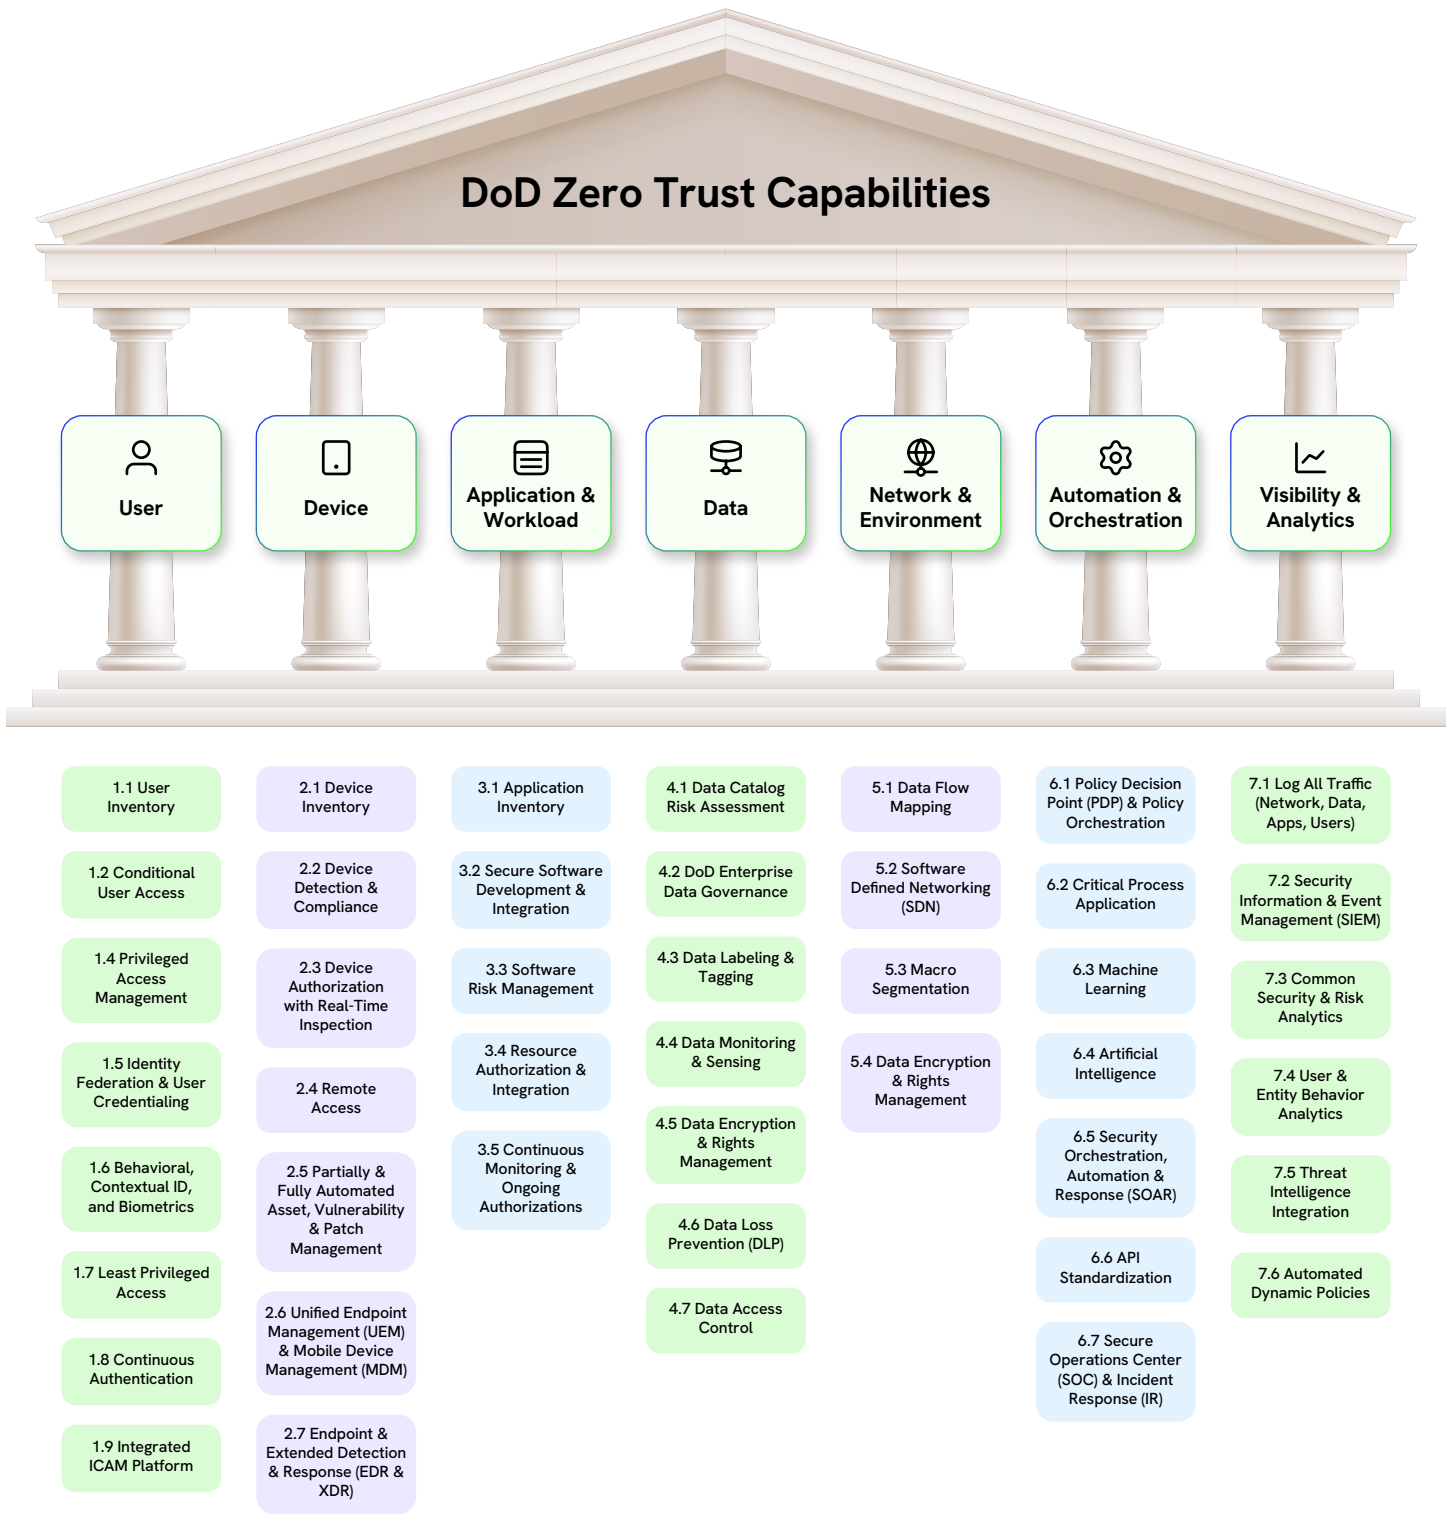 DoD Zero Trust Capabilities
User
Device
Application &
Workload
Data
Network &
Environment
Automation &
Orchestration
Visibility &
Analytics
1.1 User
Inventory
1.2 Conditional
User Access
1.4 Privileged
Access
Management
1.5 Identity
Federation & User
Credentialing
1.6 Behavioral,
Contextual ID,
and Biometrics
1.7 Least Privileged
Access
1.8 Continuous
Authentication
1.9 Integrated
ICAM Platform
2.1 Device
Inventory
2.2 Device
Detection &
Compliance
2.3 Device
Authorization
with Real-Time
Inspection
2.4 Remote
Access
2.5 Partially &
Fully Automated
Asset, Vulnerability
& Patch
Management
2.6 Unified Endpoint
Management (UEM)
& Mobile Device
Management (MDM)
2.7 Endpoint &
Extended Detection
& Response (EDR &
XDR)
3.1 Application
Inventory
3.2 Secure Software
Development &
Integration
3.3 Software
Risk Management
3.4 Resource
Authorization &
Integration
3.5 Continuous
Monitoring &
Ongoing
Authorizations
4.1 Data Catalog
Risk Assessment
4.2 DoD Enterprise
Data Governance
4.3 Data Labeling &
Tagging
4.4 Data Monitoring
& Sensing
4.5 Data Encryption
& Rights
Management
4.6 Data Loss
Prevention (DLP)
4.7 Data Access
Control
5.1 Data Flow
Mapping
5.2 Software
Defined Networking
(SDN)
5.3 Macro
Segmentation
5.4 Data Encryption
& Rights
Management
6.1 Policy Decision
Point (PDP) & Policy
Orchestration
6.2 Critical Process
Application
6.3 Machine
Learning
6.4 Artificial
Intelligence
6.5 Security
Orchestration,
Automation &
Response (SOAR)
6.6 API
Standardization
6.7 Secure
Operations Center
(SOC) & Incident
Response (IR)
7.1 Log All Traffic
(Network, Data,
Apps, Users)
7.2 Security
Information & Event
Management (SIEM)
7.3 Common
Security & Risk
Analytics
7.4 User &
Entity Behavior
Analytics
7.5 Threat
Intelligence
Integration
7.6 Automated
Dynamic Policies